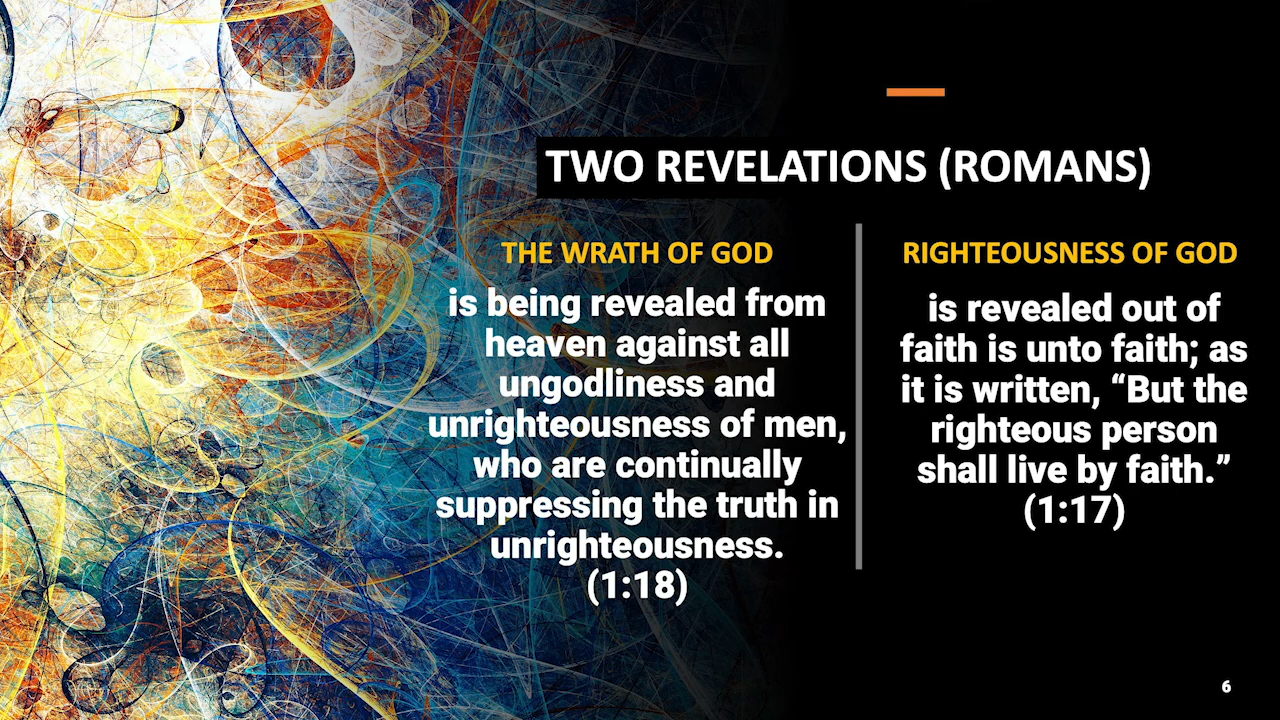 TWO REVELATIONS (ROMANS)
THE WRATH OF GOD
is being revealed from
heaven against all
ungodliness and
unrighteousness of men,
who are continually
suppressing the truth in
unrighteousness.
(1:18)
RIGHTEOUSNESS OF GOD
is revealed out of
faith is unto faith; as
it is written, “But the
righteous person
shall live by faith.”
(1:17)
6